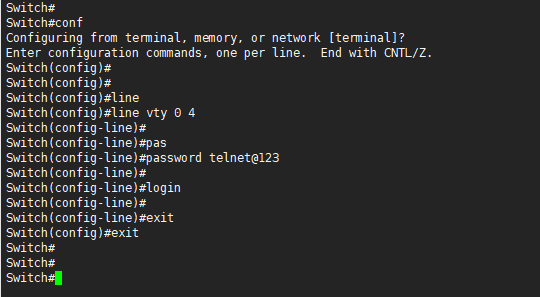 Switch#
Switch#conf
Configuring from terminal, memory, or network [terminal]?
Enter configuration commands, one per line.  End with CNTL/Z.
Switch(config)#
Switch(config)#
Switch(config)#line
Switch(config)#line vty 0 4
Switch(config-line)#
Switch(config-line)#pas
Switch(config-line)#password telnet@123
Switch(config-line)#
Switch(config-line)#login
Switch(config-line)#
Switch(config-line)#exit
Switch(config)#exit
Switch#
Switch#
Switch#